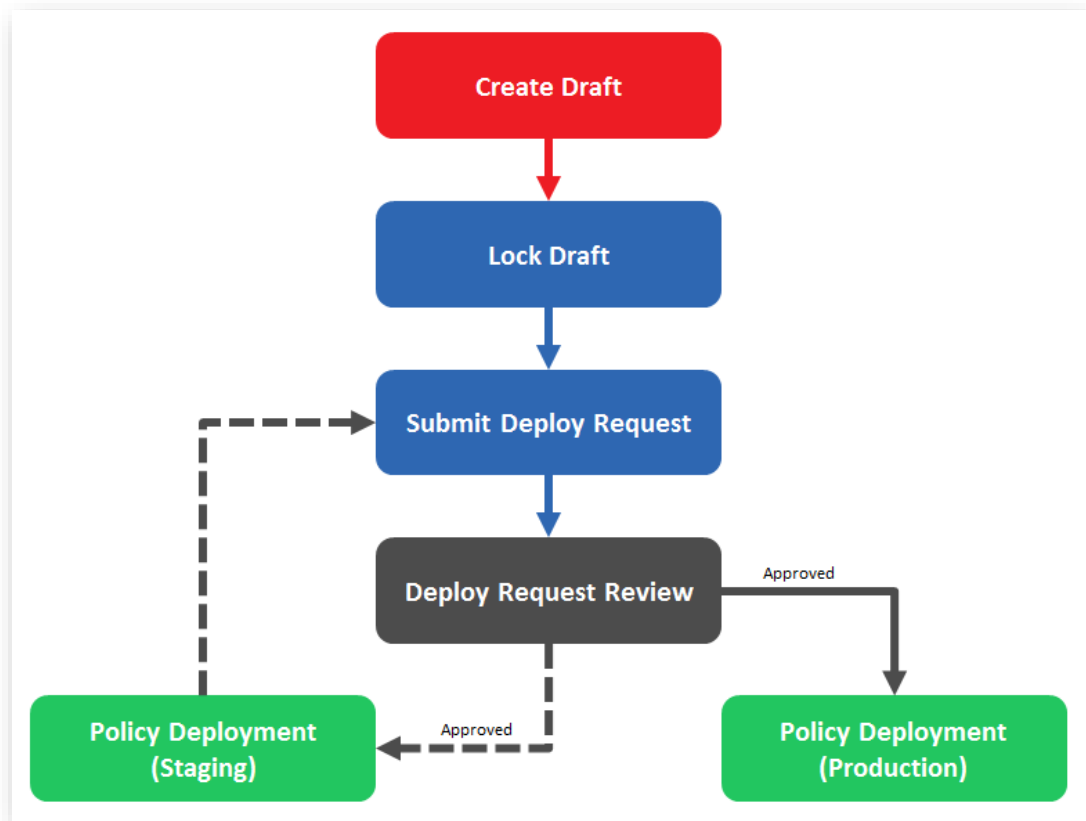 Create Draft
Lock Draft
Submit Deploy Request
Deploy Request Review
Approved
Policy Deployment
(Staging)
Approved
Policy Deployment
(Production)